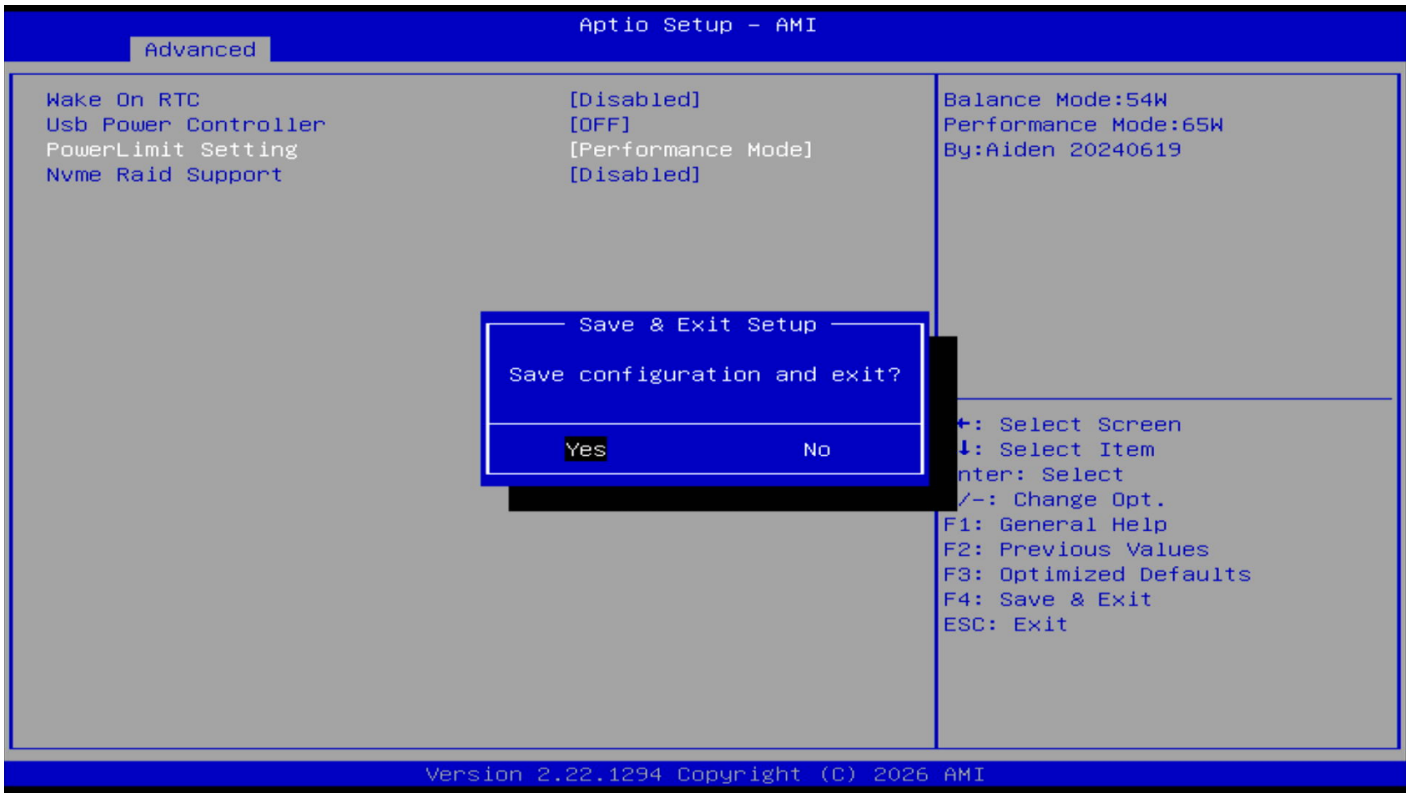 Aptio Setup – AMI
Advanced
Wake On RTC [Disabled]
Usb Power Controller [OFF]
PowerLimit Setting [Performance Mode]
Nvme Raid Support [Disabled]
Balance Mode:54W
Performance Mode:65W
By:Aiden 20240619
Save & Exit Setup
Save configuration and exit?
Yes No
←: Select Screen
↓: Select Item
nter: Select
/-: Change Opt.
F1: General Help
F2: Previous Values
F3: Optimized Defaults
F4: Save & Exit
ESC: Exit
Version 2.22.1294 Copyright (C) 2026 AMI